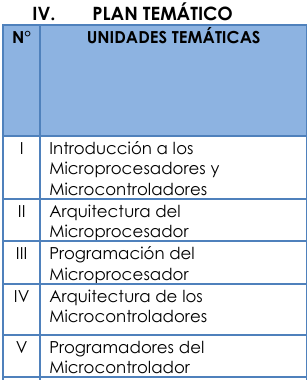 IV. PLAN TEMÁTICO
N° UNIDADES TEMÁTICAS
I Introducción a los
Microprocesadores y
Microcontroladores
II Arquitectura del
Microprocesador
III Programación del
Microprocesador
IV Arquitectura de los
Microcontroladores
V Programadores del
Microcontrolador